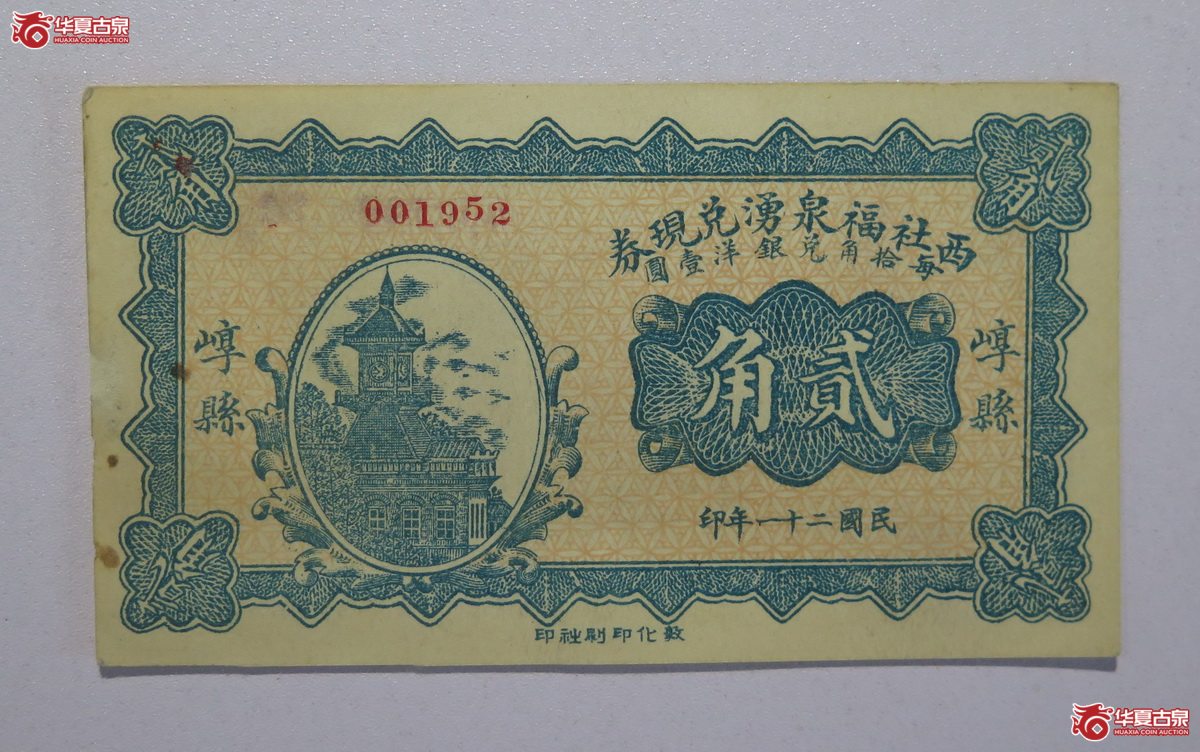 华夏古泉
HUAXIA COIN AUCTION
001952
西社福泉湧兌現券
每拾角兌銀洋壹圓
崞縣
貳角
崞縣
民國二十一年印
印刷社印
华夏古泉
HUAXIA COIN AUCTION